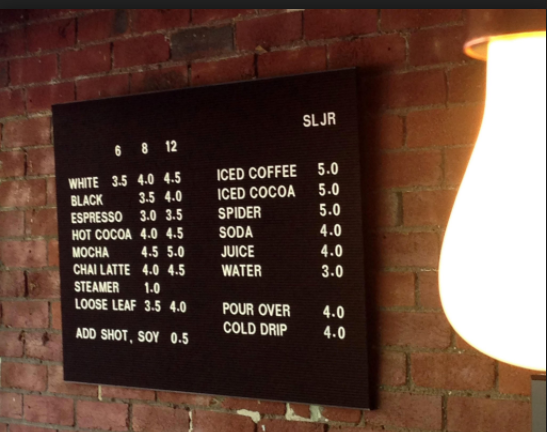 SLJR
6 8 12
WHITE 3.5 4.0 4.5
BLACK 3.5 4.0
ESPRESSO 3.0 3.5
HOT COCOA 4.0 4.5
MOCHA 4.5 5.0
CHAI LATTE 4.0 4.5
STEAMER 1.0
LOOSE LEAF 3.5 4.0
ADD SHOT, SOY 0.5
ICED COFFEE 5.0
ICED COCOA 5.0
SPIDER 5.0
SODA 4.0
JUICE 4.0
WATER 3.0
POUR OVER 4.0
COLD DRIP 4.0